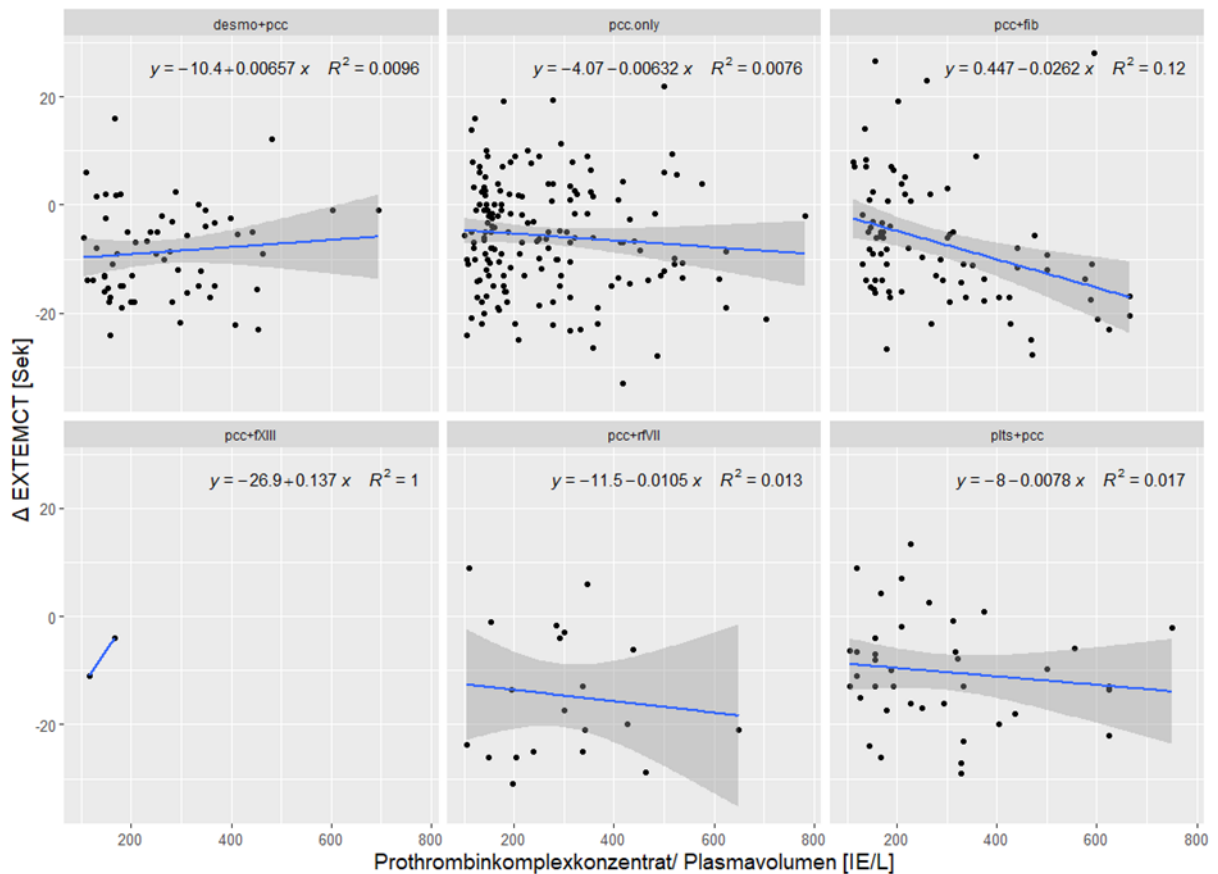 desmo+pcc
pcc.only
pcc+fib
y = −10.4 + 0.00657 x R² = 0.0096
y = −4.07 − 0.00632 x R² = 0.0076
y = 0.447 − 0.0262 x R² = 0.12
20
0
-20
pcc+fXIII
pcc+rfVII
plts+pcc
y = −26.9 + 0.137 x R² = 1
y = −11.5 − 0.0105 x R² = 0.013
y = −8 − 0.0078 x R² = 0.017
20
0
-20
Δ EXTEMCT [Sek]
200 400 600 800
200 400 600 800
200 400 600 800
Prothrombinkomplexkonzentrat/ Plasmavolumen [IE/L]